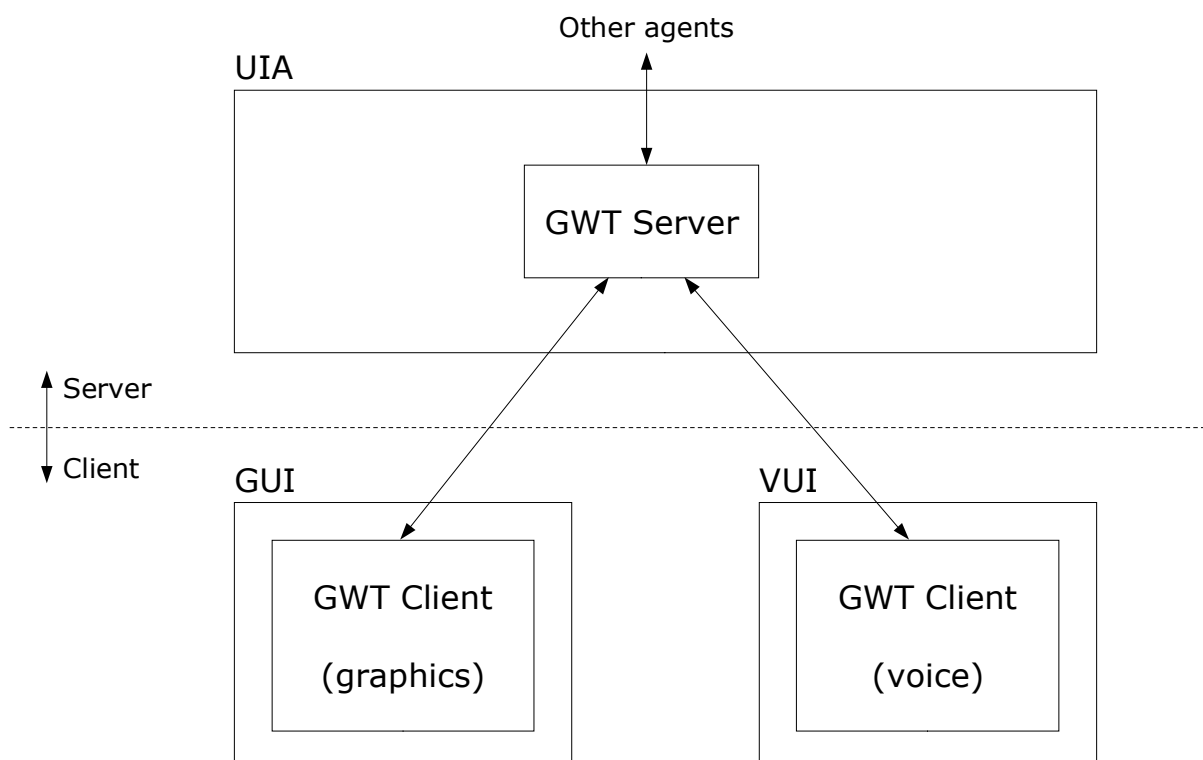 Other agents
UIA
GWT Server
Server
Client
GUI
VUI
GWT Client
(graphics)
GWT Client
(voice)